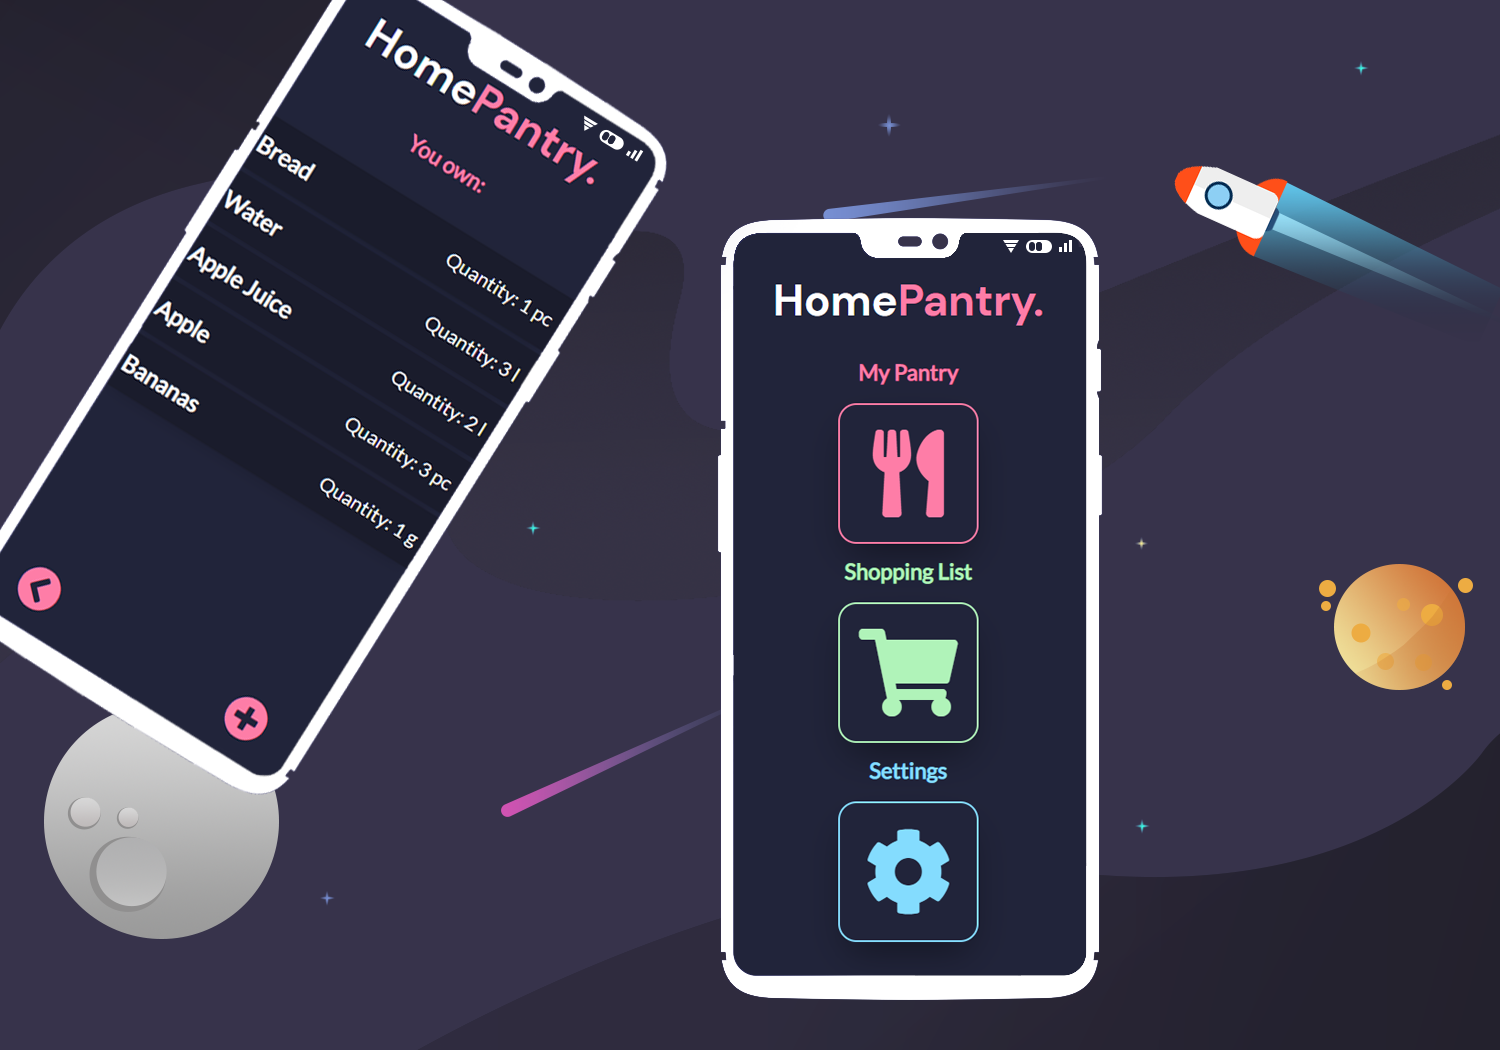 HomePantry.
You own:
Bread
Quantity: 1 pc
Water
Quantity: 3 l
Apple Juice
Quantity: 2 l
Apple
Quantity: 3 pc
Bananas
Quantity: 1 g
HomePantry.
My Pantry
Shopping List
Settings